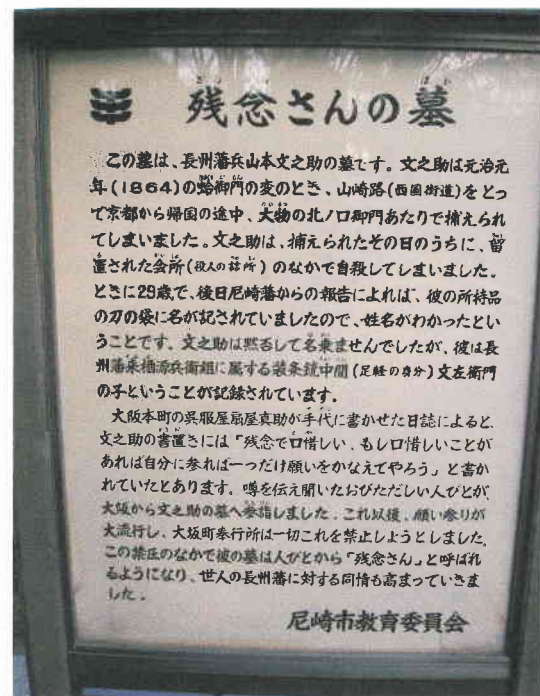 残念さんの墓
この墓は、長州藩兵山本文之助の墓です。文之助は元治元
年(1864)の蛤御門の変のとき、山崎路(西国街道)をとっ
て京都から帰国の途中、大物の北ノ口御門あたりで捕えられ
てしまいました。文之助は、捕えられたその日のうちに、留
置された会所(役人の詰所)のなかで自殺してしまいました。
ときに29歳で、後日尼崎藩からの報告によれば、彼の所持品
の刀の袋に名が記されていましたので、姓名がわかったとい
うことです。文之助は黙否して名乗ませんでしたが、彼は長
州藩来栖源兵衛組に属する装条銃中間(足軽の身分)文左衛門
の子ということが記録されています。
大阪本町の呉服屋扇屋真助が手代に書かせた日誌によると、
文之助の書置きには「残念で口惜しい、もし口惜しいことが
あれば自分に参れば一つだけ願いをかなえてやろう」と書か
れていたとあります。噂を伝え聞いたおびただしい人びとが、
大阪から文之助の墓へ参詣しました。これ以後、願い参りが
大流行し、大坂町奉行所は一切これを禁止しようとしました。
この禁圧のなかで彼の墓は人びとから「残念さん」と呼ばれ
るようになり、世人の長州藩に対する同情も高まっていきま
した。
尼崎市教育委員会